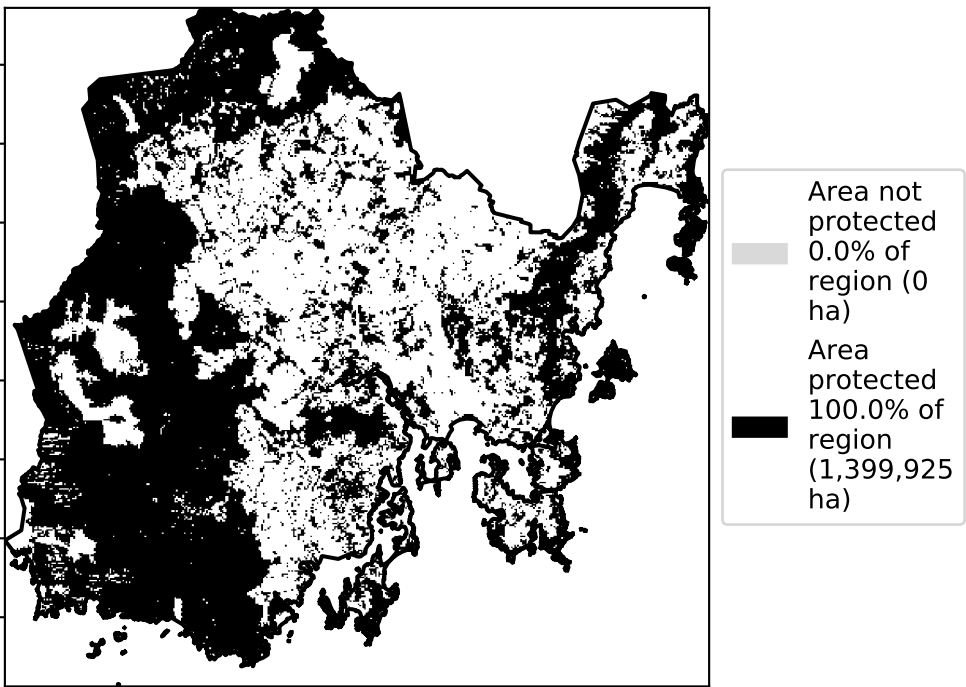 Area not
protected
0.0% of
region (0
ha)
Area
protected
100.0% of
region
(1,399,925
ha)